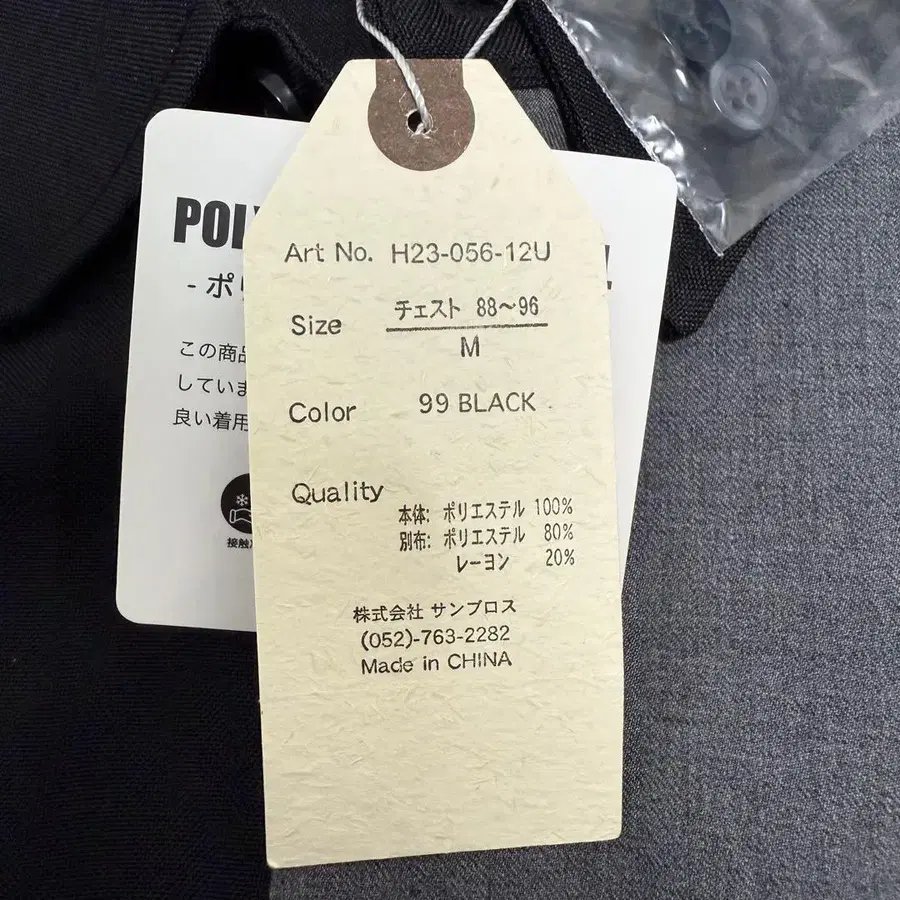 Art No. H23-056-12U
Size チェスト 88〜96
M
Color 99 BLACK
Quality
本体: ポリエステル 100%
別布: ポリエステル 80%
レーヨン 20%
株式会社 サンブロス
(052)-763-2282
Made in CHINA
この商品
していま
良い着用
接触